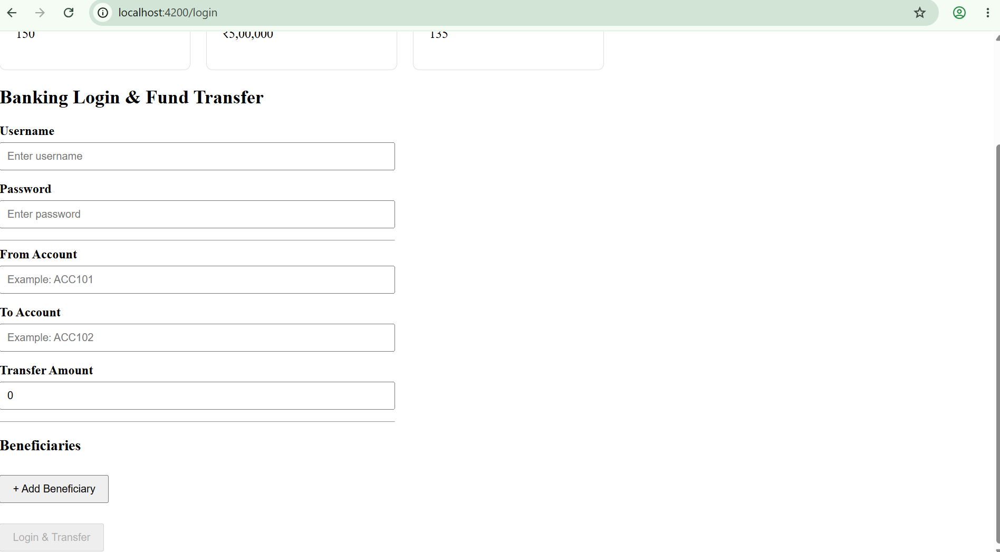 localhost:4200/login
150 ₹5,00,000 135
Banking Login & Fund Transfer
Username
Enter username
Password
Enter password
From Account
Example: ACC101
To Account
Example: ACC102
Transfer Amount
0
Beneficiaries
+ Add Beneficiary
Login & Transfer